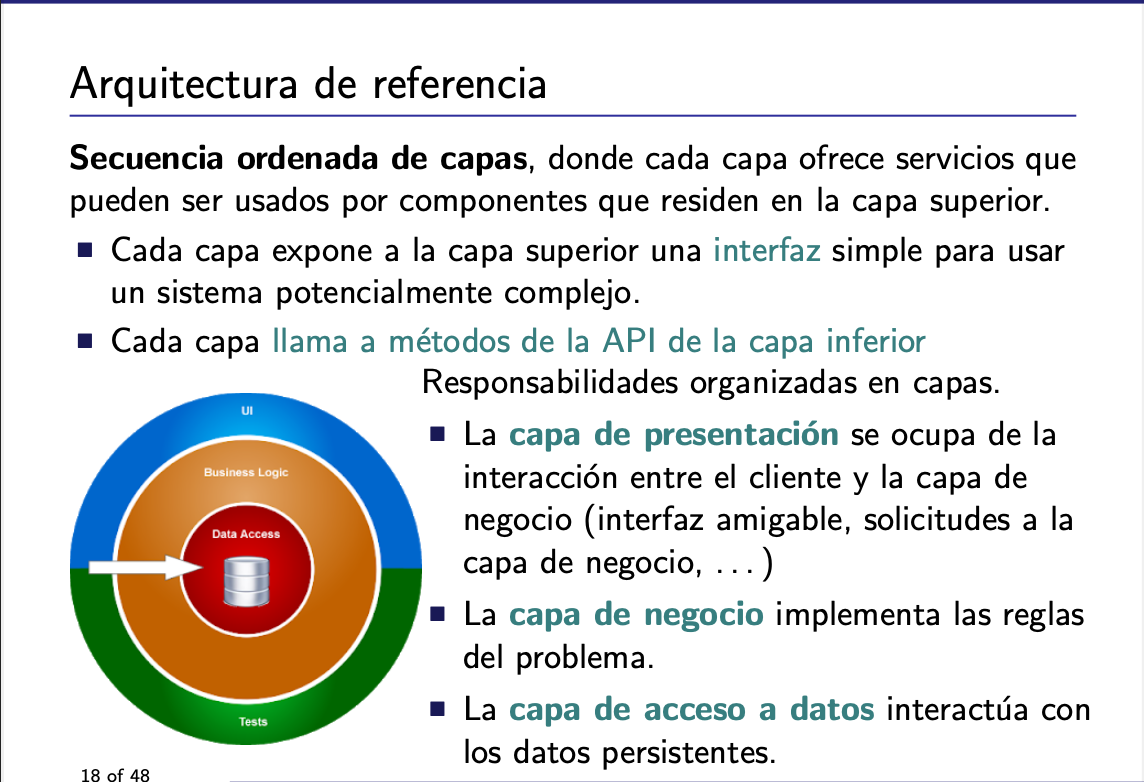 Arquitectura de referencia
Secuencia ordenada de capas, donde cada capa ofrece servicios que
pueden ser usados por componentes que residen en la capa superior.
Cada capa expone a la capa superior una interfaz simple para usar
un sistema potencialmente complejo.
Cada capa llama a métodos de la API de la capa inferior
Responsabilidades organizadas en capas.
La capa de presentación se ocupa de la
interacción entre el cliente y la capa de
negocio (interfaz amigable, solicitudes a la
capa de negocio, ...)
La capa de negocio implementa las reglas
del problema.
La capa de acceso a datos interactúa con
los datos persistentes.
UI
Business Logic
Data Access
Tests
18 of 48